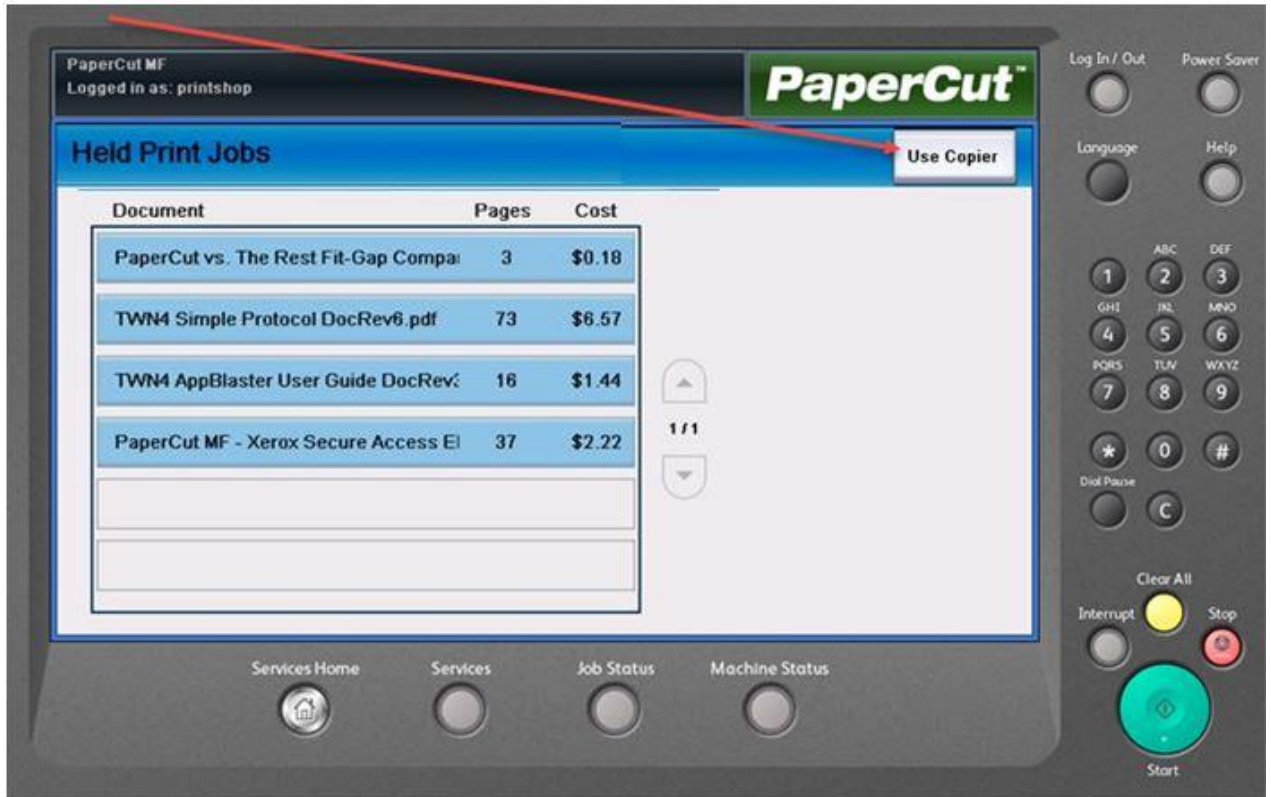 PaperCut MF
Logged in as: printshop
PaperCut™
Held Print Jobs
Use Copier
Document Pages Cost
PaperCut vs. The Rest Fit-Gap Compa 3 $0.18
TWN4 Simple Protocol DocRev6.pdf 73 $6.57
TWN4 AppBlaster User Guide DocRev 16 $1.44
PaperCut MF - Xerox Secure Access El 37 $2.22
1/1
Services Home Services Job Status Machine Status
Log In / Out Power Saver
Language Help
ABC DEF
1 2 3
GHI JKL MNO
4 5 6
PQRS TUV WXYZ
7 8 9
* 0 #
Dial Pause
C
Clear All
Interrupt Stop
Start